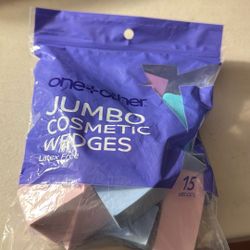 one+other
JUMBO
COSMETIC
WEDGES
Latex Free
15